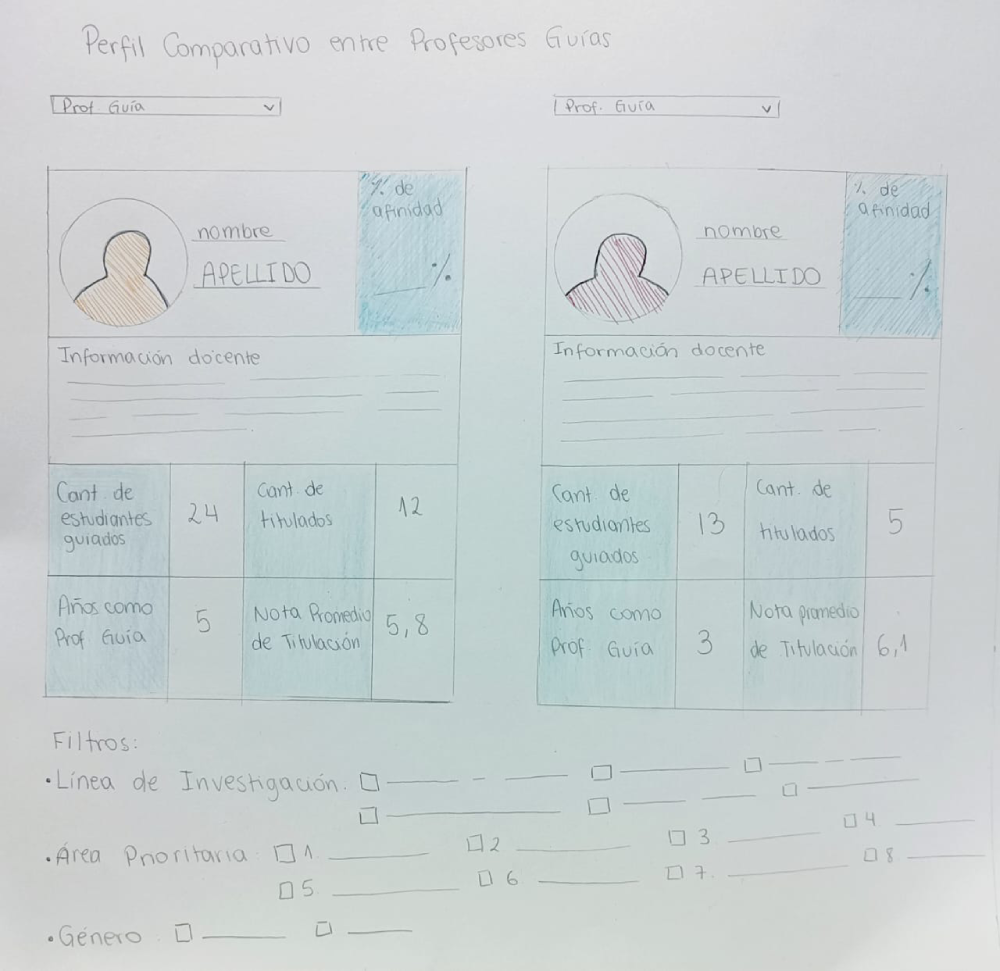 Perfil Comparativo entre Profesores Guías
Prof. Guía
Prof. Guía
% de
afinidad
nombre
APELLIDO
%
Información docente
Cant. de
estudiantes
guiados
24
Cant. de
titulados
12
Años como
Prof Guía
5
Nota Promedio
de Titulación
5,8
% de
afinidad
nombre
APELLIDO
%
Información docente
Cant de
estudiantes
guiados
13
Cant. de
titulados
5
Años como
Prof. Guía
3
Nota promedio
de Titulación
6,1
Filtros:
• Línea de Investigación:
• Área Prioritaria: 1. 2 3 4
5 6 7. 8
• Género: